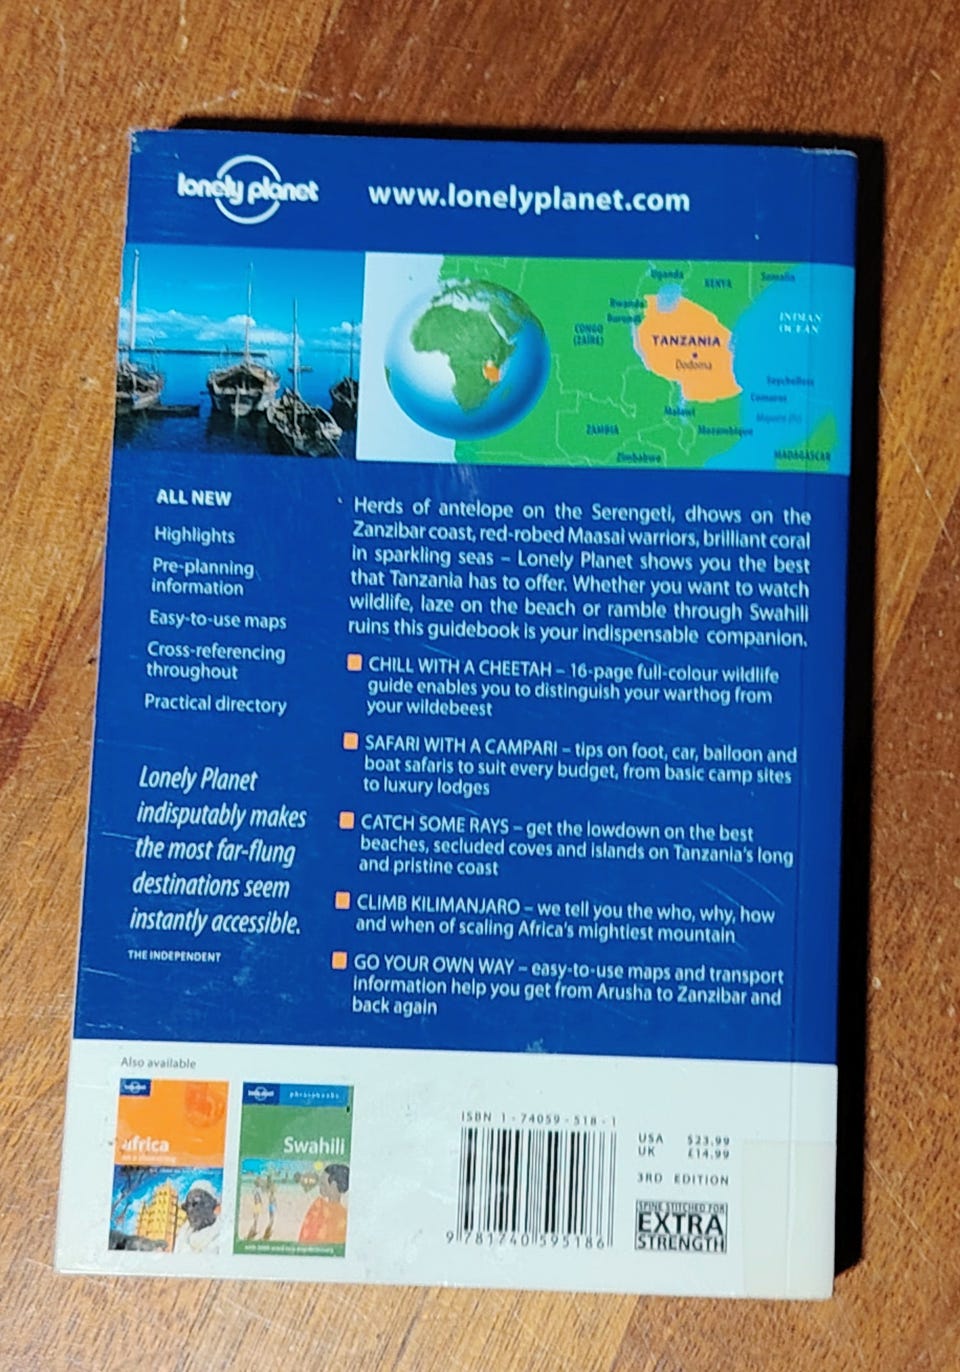 lonely planet
www.lonelyplanet.com
Uganda
KENYA
Somalia
Rwanda
Burundi
CONGO
(ZAÏRE)
TANZANIA
Dodoma
INDIAN
OCEAN
Seychelles
Comoros
Malawi
ZAMBIA
Mozambique
Zimbabwe
MADAGASCAR
ALL NEW
Highlights
Pre-planning
information
Easy-to-use maps
Cross-referencing
throughout
Practical directory
Lonely Planet
indisputably makes
the most far-flung
destinations seem
instantly accessible.
THE INDEPENDENT
Herds of antelope on the Serengeti, dhows on the
Zanzibar coast, red-robed Maasai warriors, brilliant coral
in sparkling seas – Lonely Planet shows you the best
that Tanzania has to offer. Whether you want to watch
wildlife, laze on the beach or ramble through Swahili
ruins this guidebook is your indispensable companion.
CHILL WITH A CHEETAH – 16-page full-colour wildlife
guide enables you to distinguish your warthog from
your wildebeest
SAFARI WITH A CAMPARI – tips on foot, car, balloon and
boat safaris to suit every budget, from basic camp sites
to luxury lodges
CATCH SOME RAYS – get the lowdown on the best
beaches, secluded coves and islands on Tanzania's long
and pristine coast
CLIMB KILIMANJARO – we tell you the who, why, how
and when of scaling Africa's mightiest mountain
GO YOUR OWN WAY – easy-to-use maps and transport
information help you get from Arusha to Zanzibar and
back again
Also available
africa
phrasebooks
Swahili
ISBN 1-74059-518-1
9 781740 595186
USA $23.99
UK £14.99
3RD EDITION
SPINE STITCHED FOR
EXTRA
STRENGTH